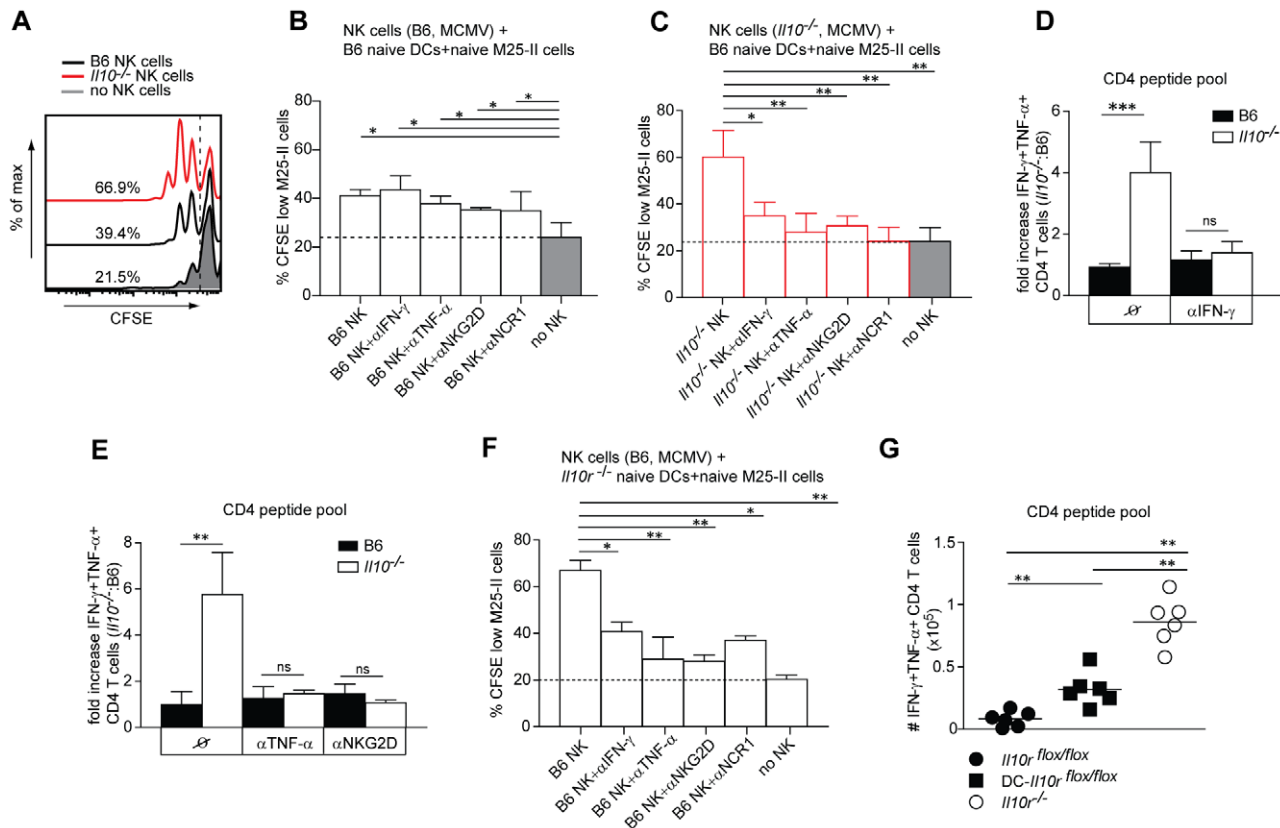 A
B6 NK cells
Il10-/- NK cells
no NK cells
% of max
66.9%
39.4%
21.5%
CFSE
B
NK cells (B6, MCMV) +
B6 naive DCs+naive M25-II cells
% CFSE low M25-II cells
80
60
40
20
0
*
*
*
*
*
B6 NK
B6 NK+αIFN-γ
B6 NK+αTNF-α
B6 NK+αNKG2D
B6 NK+αNCR1
no NK
C
NK cells (Il10-/-, MCMV) +
B6 naive DCs+naive M25-II cells
% CFSE low M25-II cells
80
60
40
20
0
**
**
**
**
*
Il10-/- NK
Il10-/- NK+αIFN-γ
Il10-/- NK+αTNF-α
Il10-/- NK+αNKG2D
Il10-/- NK+αNCR1
no NK
D
CD4 peptide pool
fold increase IFN-γ+TNF-α+
CD4 T cells (Il10-/-:B6)
6
4
2
0
***
ns
B6
Il10-/-
Ø
αIFN-γ
E
CD4 peptide pool
fold increase IFN-γ+TNF-α+
CD4 T cells (Il10-/-:B6)
8
6
4
2
0
**
ns
ns
B6
Il10-/-
Ø
αTNF-α
αNKG2D
F
NK cells (B6, MCMV) +
Il10r -/- naive DCs+naive M25-II cells
% CFSE low M25-II cells
80
60
40
20
0
**
*
**
**
*
B6 NK
B6 NK+αIFN-γ
B6 NK+αTNF-α
B6 NK+αNKG2D
B6 NK+αNCR1
no NK
G
CD4 peptide pool
# IFN-γ+TNF-α+ CD4 T cells
(x10⁵)
1.5
1
0.5
0
**
**
**
Il10r flox/flox
DC-Il10r flox/flox
Il10r-/-